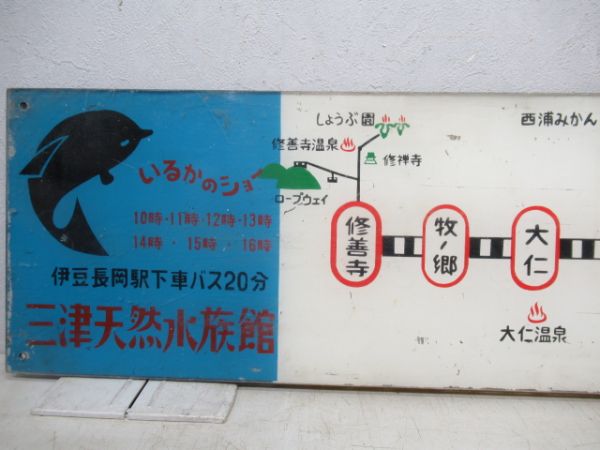 いるかのショー
10時・11時・12時・13時
14時・15時・16時
伊豆長岡駅下車バス20分
三津天然水族館
しょうぶ園
修善寺温泉
修禅寺
ロープウェイ
修善寺
牧ノ郷
大仁
大仁温泉
西浦みかん